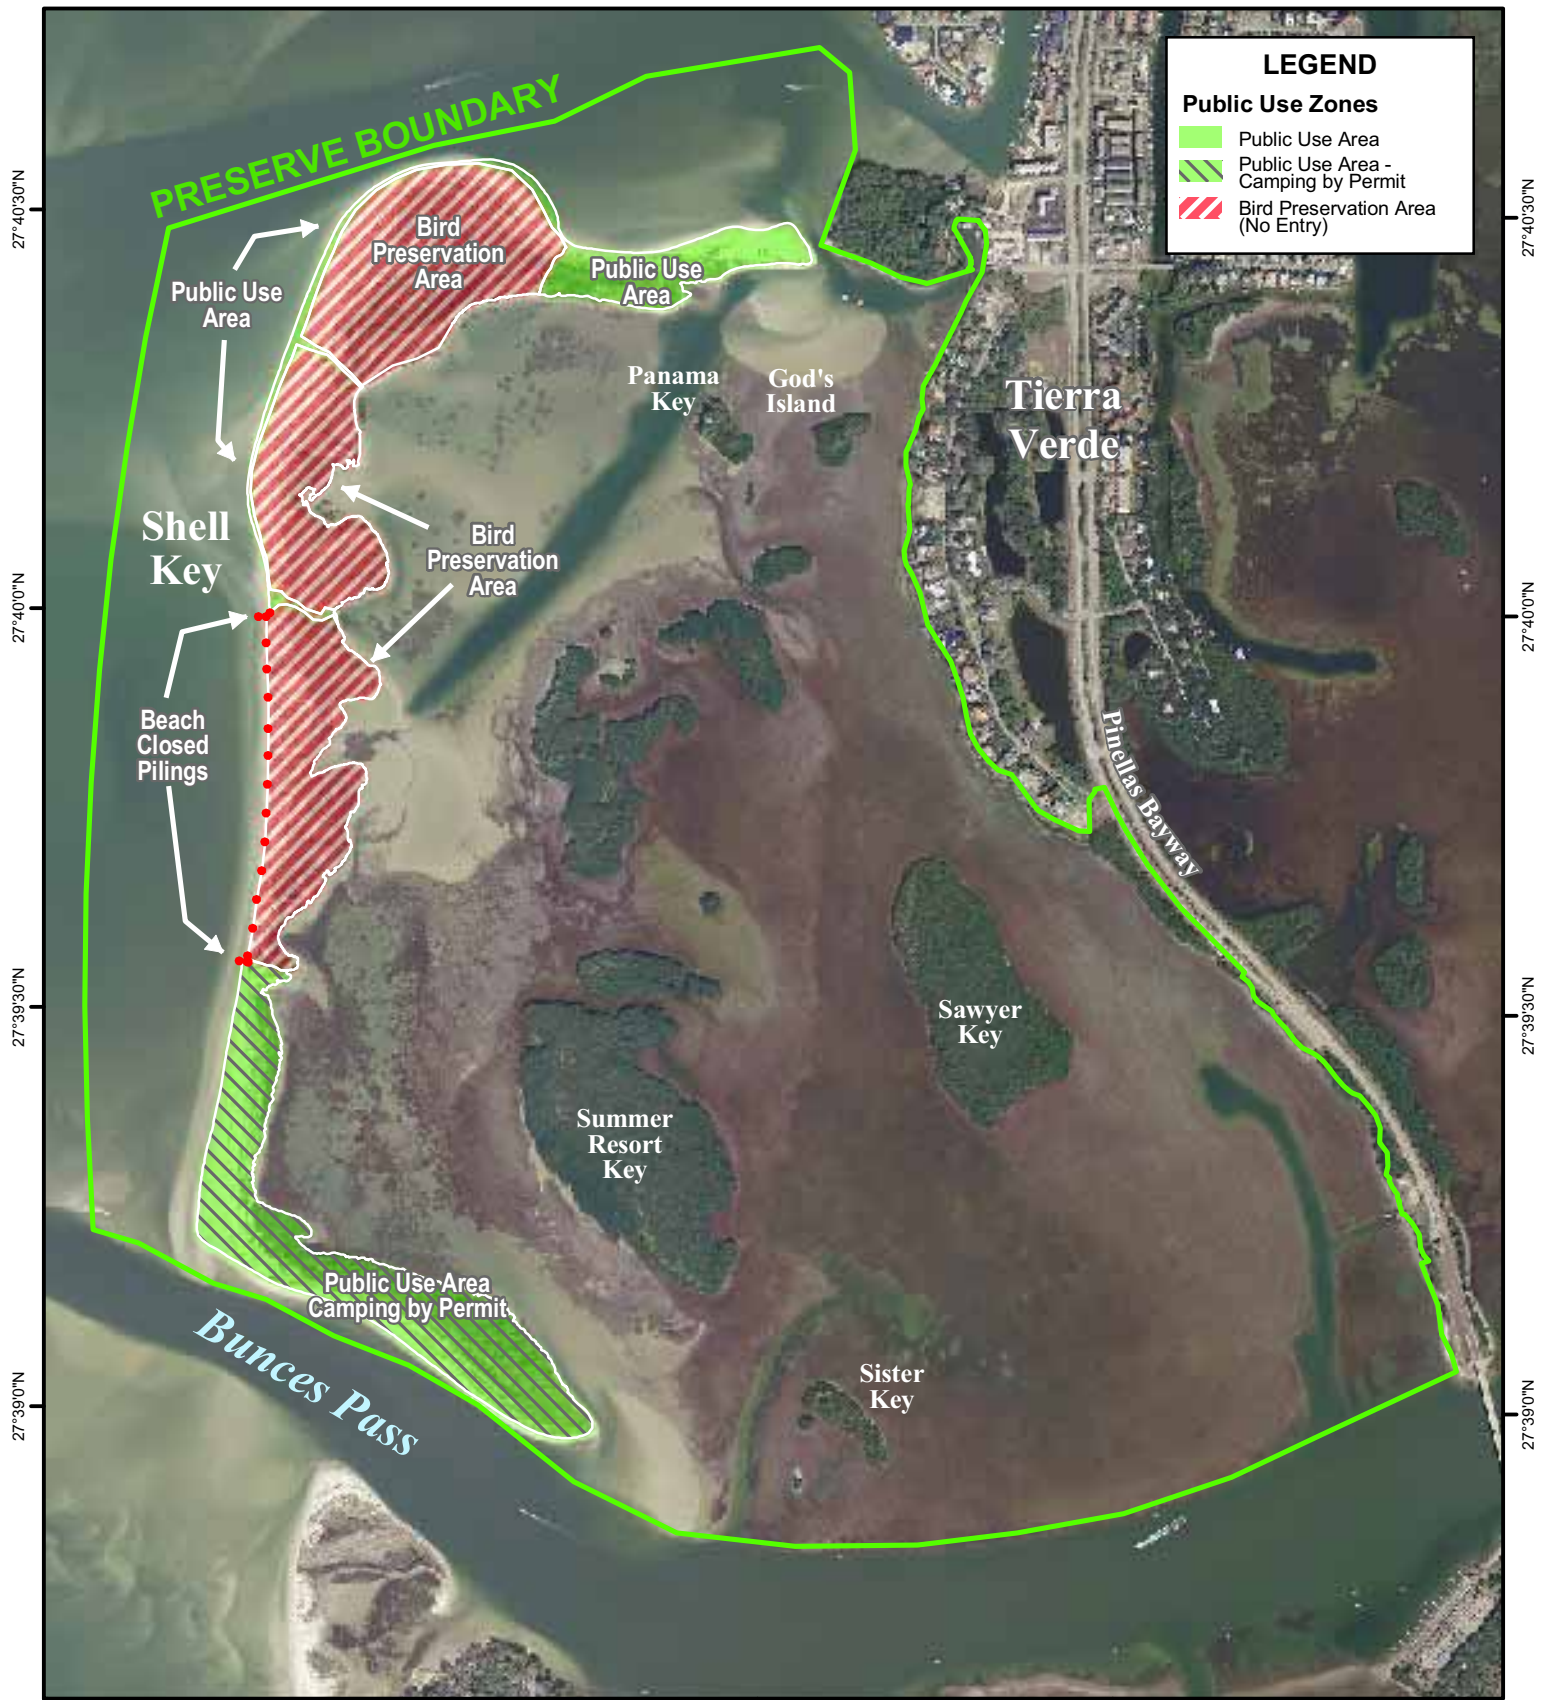 LEGEND
Public Use Zones
Public Use Area
Public Use Area -
Camping by Permit
Bird Preservation Area
(No Entry)
PRESERVE BOUNDARY
27°40'30"N
27°40'30"N
Bird
Preservation
Area
Public Use
Area
Public Use
Area
Panama
Key
God's
Island
Tierra
Verde
Shell
Key
Bird
Preservation
Area
27°40'0"N
27°40'0"N
Beach
Closed
Pilings
Pinellas Bayway
27°39'30"N
27°39'30"N
Sawyer
Key
Summer
Resort
Key
Public Use Area
Camping by Permit
Bunces Pass
Sister
Key
27°39'0"N
27°39'0"N